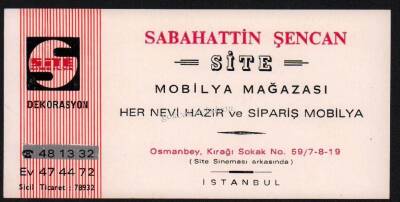 SABAHATTİN ŞENCAN
SİTE
MOBİLYA MAĞAZASI
HER NEVİ HAZIR ve SİPARİŞ MOBİLYA
Osmanbey, Kırağı Sokak No. 59/7-8-19
(Site Sineması arkasında)
İSTANBUL
SİTE
DEKORASYON
☎ 48 13 32
Ev 47 44 72
Sicil Ticaret : 78932